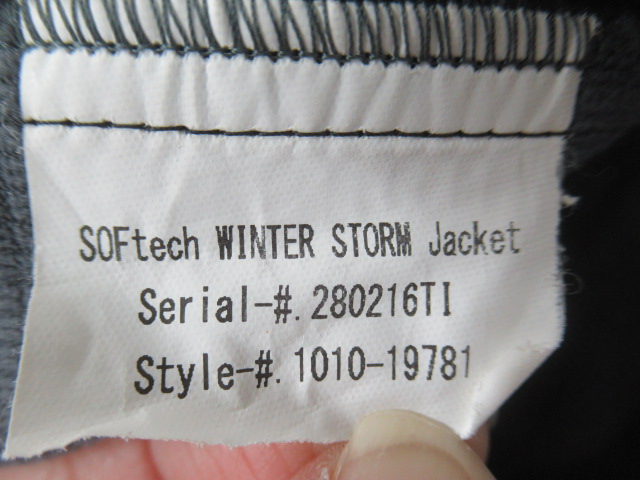 SOFtech WINTER STORM Jacket
Serial-#.280216TI
Style-#.1010-19781